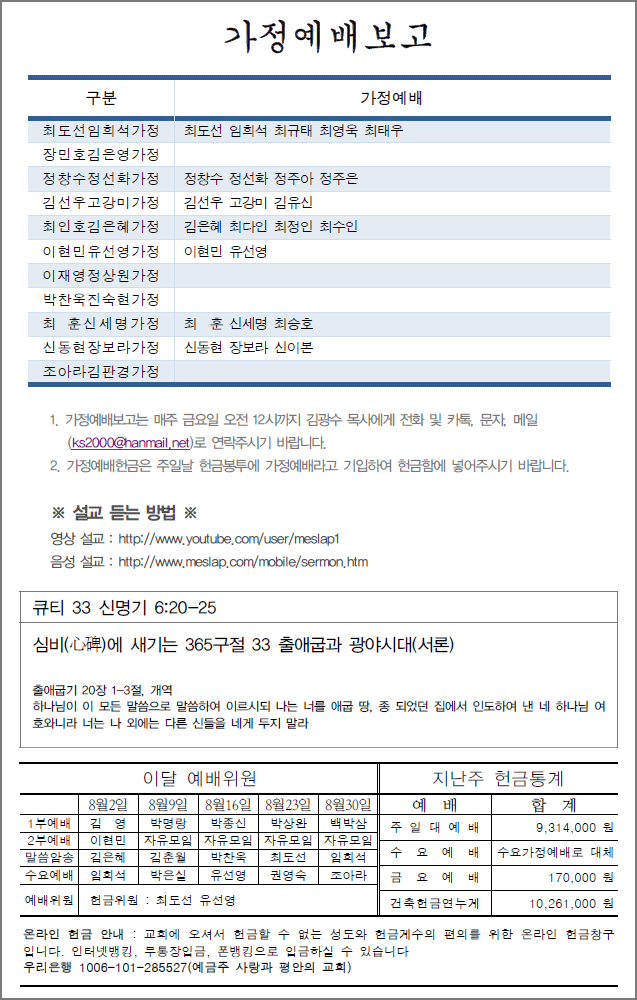 가정예배보고
구분 가정예배
최도선임희석가정 최도선 임희석 최규태 최영욱 최태우
장민호김은영가정
정창수정선화가정 정창수 정선화 정주아 정주은
김선우고강미가정 김선우 고강미 김유신
최인호김은혜가정 김은혜 최다인 최정인 최수인
이현민유선영가정 이현민 유선영
이재영정상원가정
박찬욱진숙현가정
최 훈신세명가정 최 훈 신세명 최승호
신동현장보라가정 신동현 장보라 신이본
조아라김판경가정
1. 가정예배보고는 매주 금요일 오전 12시까지 김광수 목사에게 전화 및 카톡, 문자, 메일
(ks2000@hanmail.net)로 연락주시기 바랍니다.
2. 가정예배헌금은 주일날 헌금봉투에 가정예배라고 기입하여 헌금함에 넣어주시기 바랍니다.
※ 설교 듣는 방법 ※
영상 설교 : http://www.youtube.com/user/meslap1
음성 설교 : http://www.meslap.com/mobile/sermon.htm
큐티 33 신명기 6:20-25
심비(心碑)에 새기는 365구절 33 출애굽과 광야시대(서론)
출애굽기 20장 1-3절, 개역
하나님이 이 모든 말씀으로 말씀하여 이르시되 나는 너를 애굽 땅, 종 되었던 집에서 인도하여 낸 네 하나님 여
호와니라 너는 나 외에는 다른 신들을 네게 두지 말라
이달 예배위원
8월2일 8월9일 8월16일 8월23일 8월30일
1부예배 김 영 박명랑 박종신 박상완 백박삼
2부예배 이현민 자유모임 자유모임 자유모임 자유모임
말씀암송 김은혜 김춘월 박찬욱 최도선 임희석
수요예배 임희석 박은실 유선영 권영숙 조아라
예배위원 헌금위원 : 최도선 유선영
지난주 헌금통계
예 배 합 계
주 일 대 예 배 9,314,000 원
수 요 예 배 수요가정예배로 대체
금 요 예 배 170,000 원
건축헌금연누계 10,261,000 원
온라인 헌금 안내 : 교회에 오셔서 헌금할 수 없는 성도와 헌금계수의 편의를 위한 온라인 헌금창구
입니다. 인터넷뱅킹, 무통장입금, 폰뱅킹으로 입금하실 수 있습니다
우리은행 1006-101-285527(예금주 사랑과 평안의 교회)